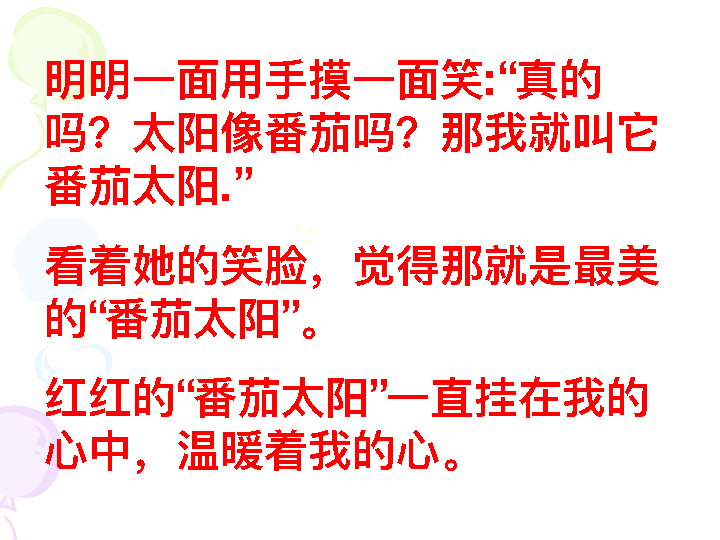 明明一面用手摸一面笑:“真的
吗？太阳像番茄吗？那我就叫它
番茄太阳.”
看着她的笑脸，觉得那就是最美
的“番茄太阳”。
红红的“番茄太阳”一直挂在我的
心中，温暖着我的心。